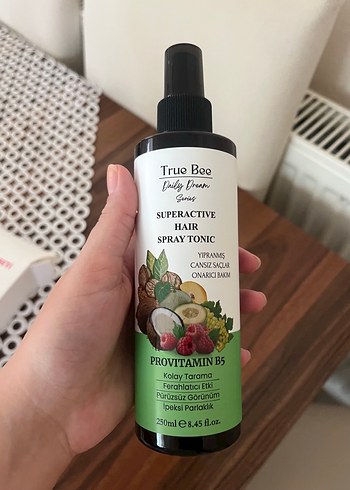 True Bee
Daily Dream
Series
SUPERACTIVE
HAIR
SPRAY TONIC
YIPRANMIŞ
CANSIZ SAÇLAR
ONARICI BAKIM
PROVITAMIN B5
Kolay Tarama
Ferahlatıcı Etki
Pürüzsüz Görünüm
İpeksi Parlaklık
250ml ℮ 8.45 fl.oz.